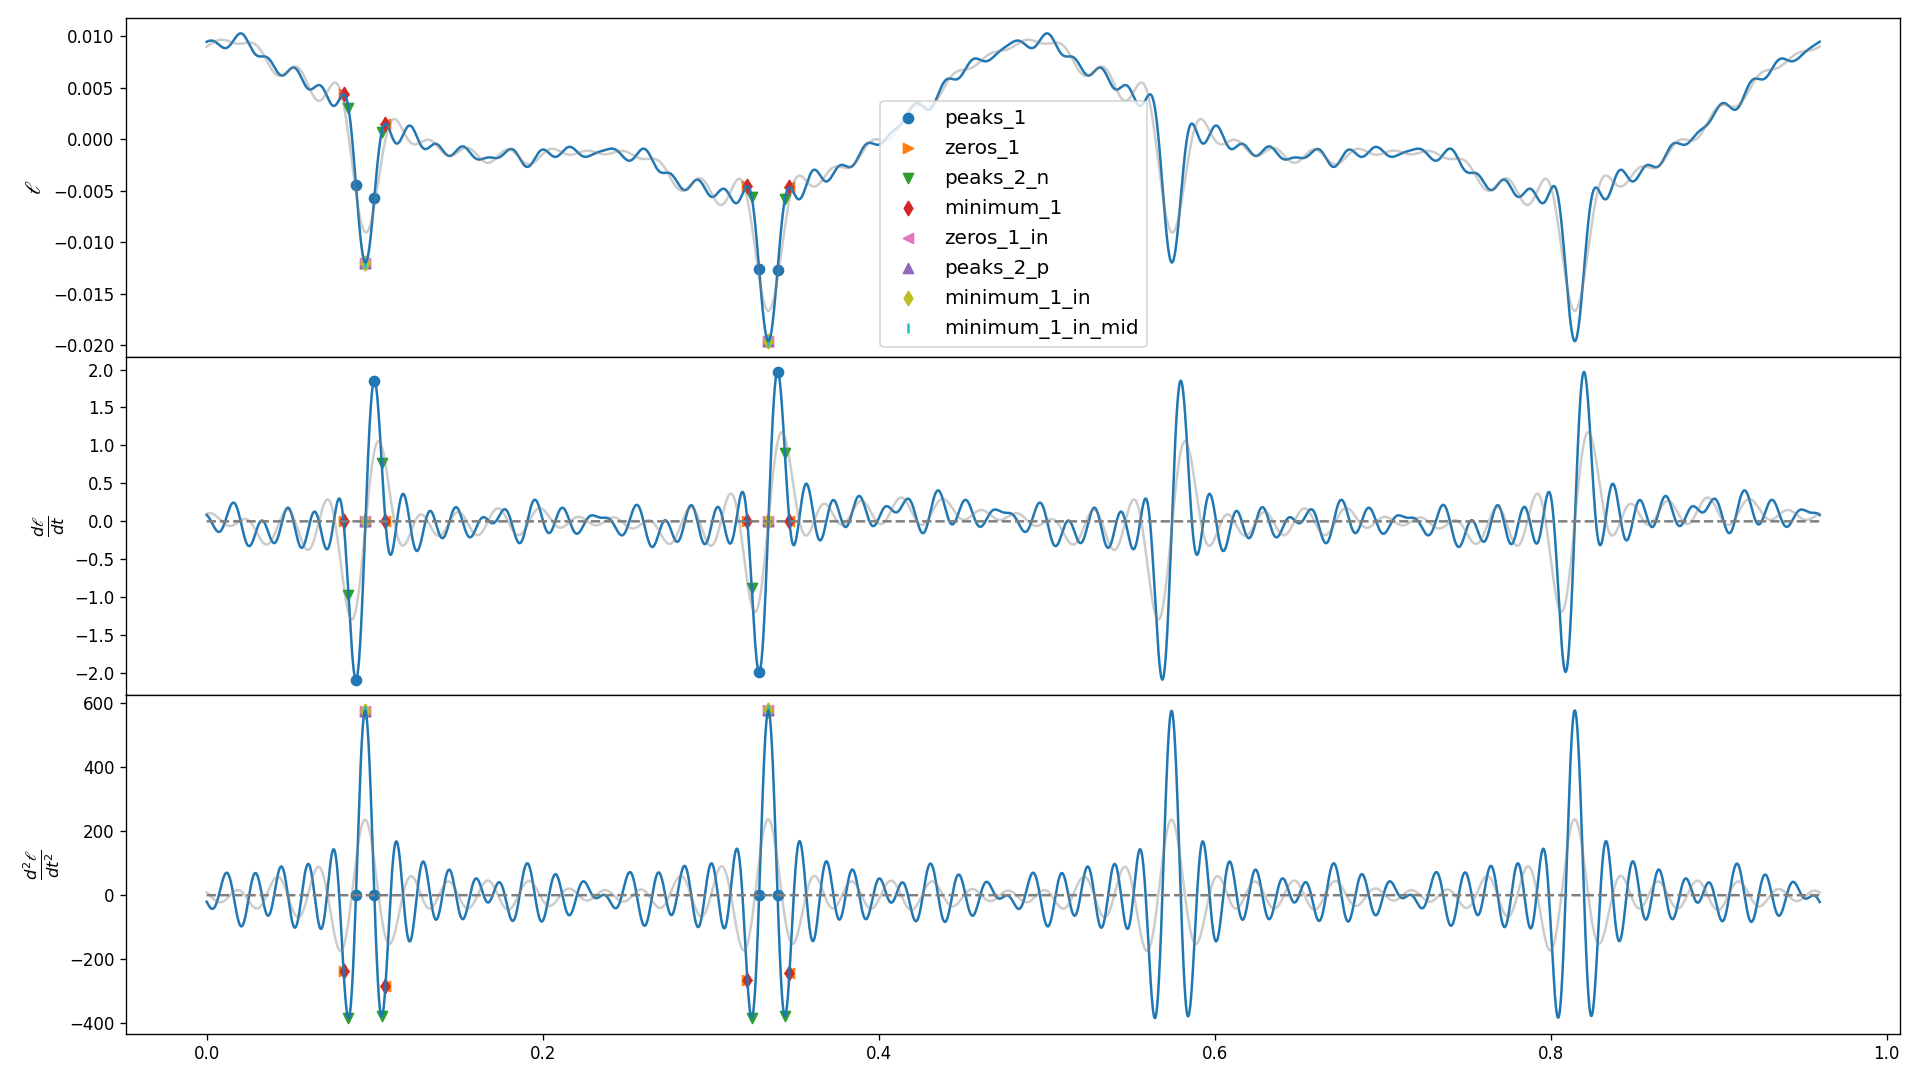 0.010
0.005
0.000
−0.005
−0.010
−0.015
−0.020
ℓ
peaks_1
zeros_1
peaks_2_n
minimum_1
zeros_1_in
peaks_2_p
minimum_1_in
minimum_1_in_mid
2.0
1.5
1.0
0.5
0.0
−0.5
−1.0
−1.5
−2.0
dℓ
dt
600
400
200
0
−200
−400
d²ℓ
dt²
0.0 0.2 0.4 0.6 0.8 1.0